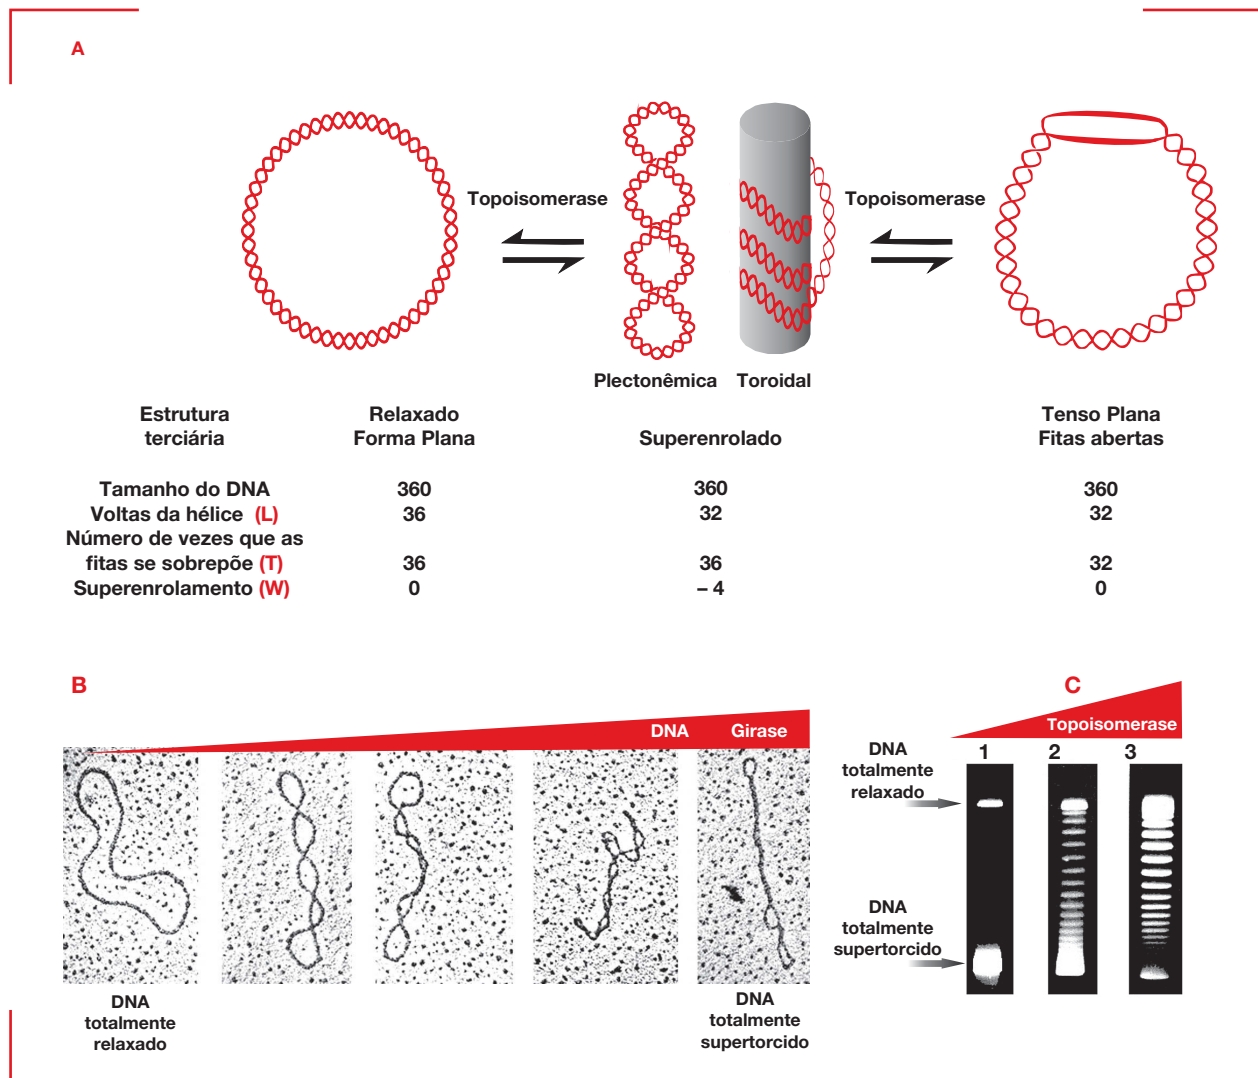 A
Topoisomerase
Topoisomerase
Plectonêmica Toroidal
Estrutura terciária
Relaxado
Forma Plana
Superenrolado
Tenso Plana
Fitas abertas
Tamanho do DNA 360 360 360
Voltas da hélice (L) 36 32 32
Número de vezes que as
fitas se sobrepõe (T) 36 36 32
Superenrolamento (W) 0 – 4 0
B
DNA Girase
DNA
totalmente
relaxado
DNA
totalmente
supertorcido
C
Topoisomerase
1 2 3
DNA
totalmente
relaxado
DNA
totalmente
supertorcido